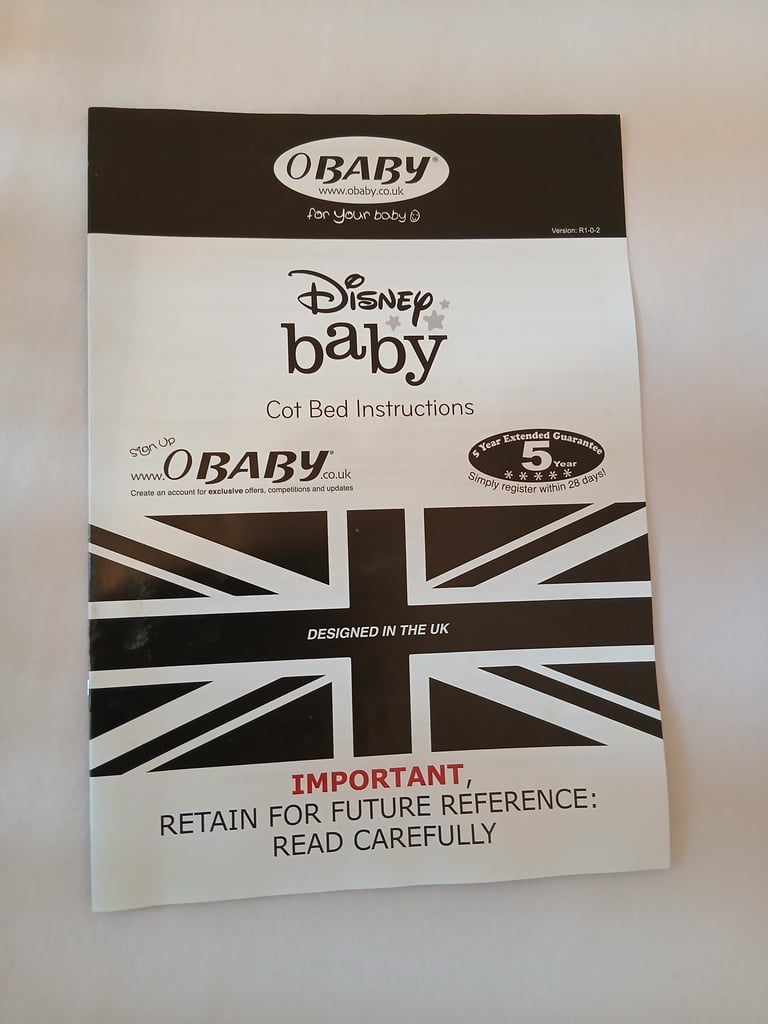 OBABY®
www.obaby.co.uk
for your baby
Version: R1-0-2
Disney
baby
Cot Bed Instructions
Sign Up
www.OBABY®.co.uk
Create an account for exclusive offers, competitions and updates
5 Year Extended Guarantee
5 Year
*****
Simply register within 28 days!
DESIGNED IN THE UK
IMPORTANT,
RETAIN FOR FUTURE REFERENCE:
READ CAREFULLY